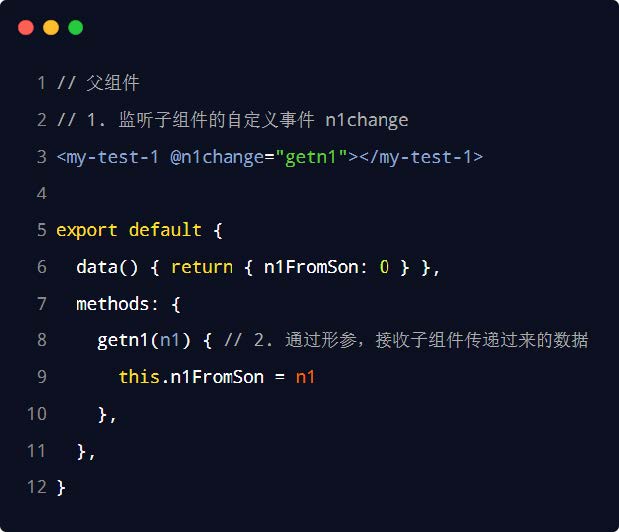 1 // 父组件
2 // 1. 监听子组件的自定义事件 n1change
3 <my-test-1 @n1change="getn1"></my-test-1>
4
5 export default {
6   data() { return { n1FromSon: 0 } },
7   methods: {
8     getn1(n1) { // 2. 通过形参，接收子组件传递过来的数据
9       this.n1FromSon = n1
10     },
11   },
12 }